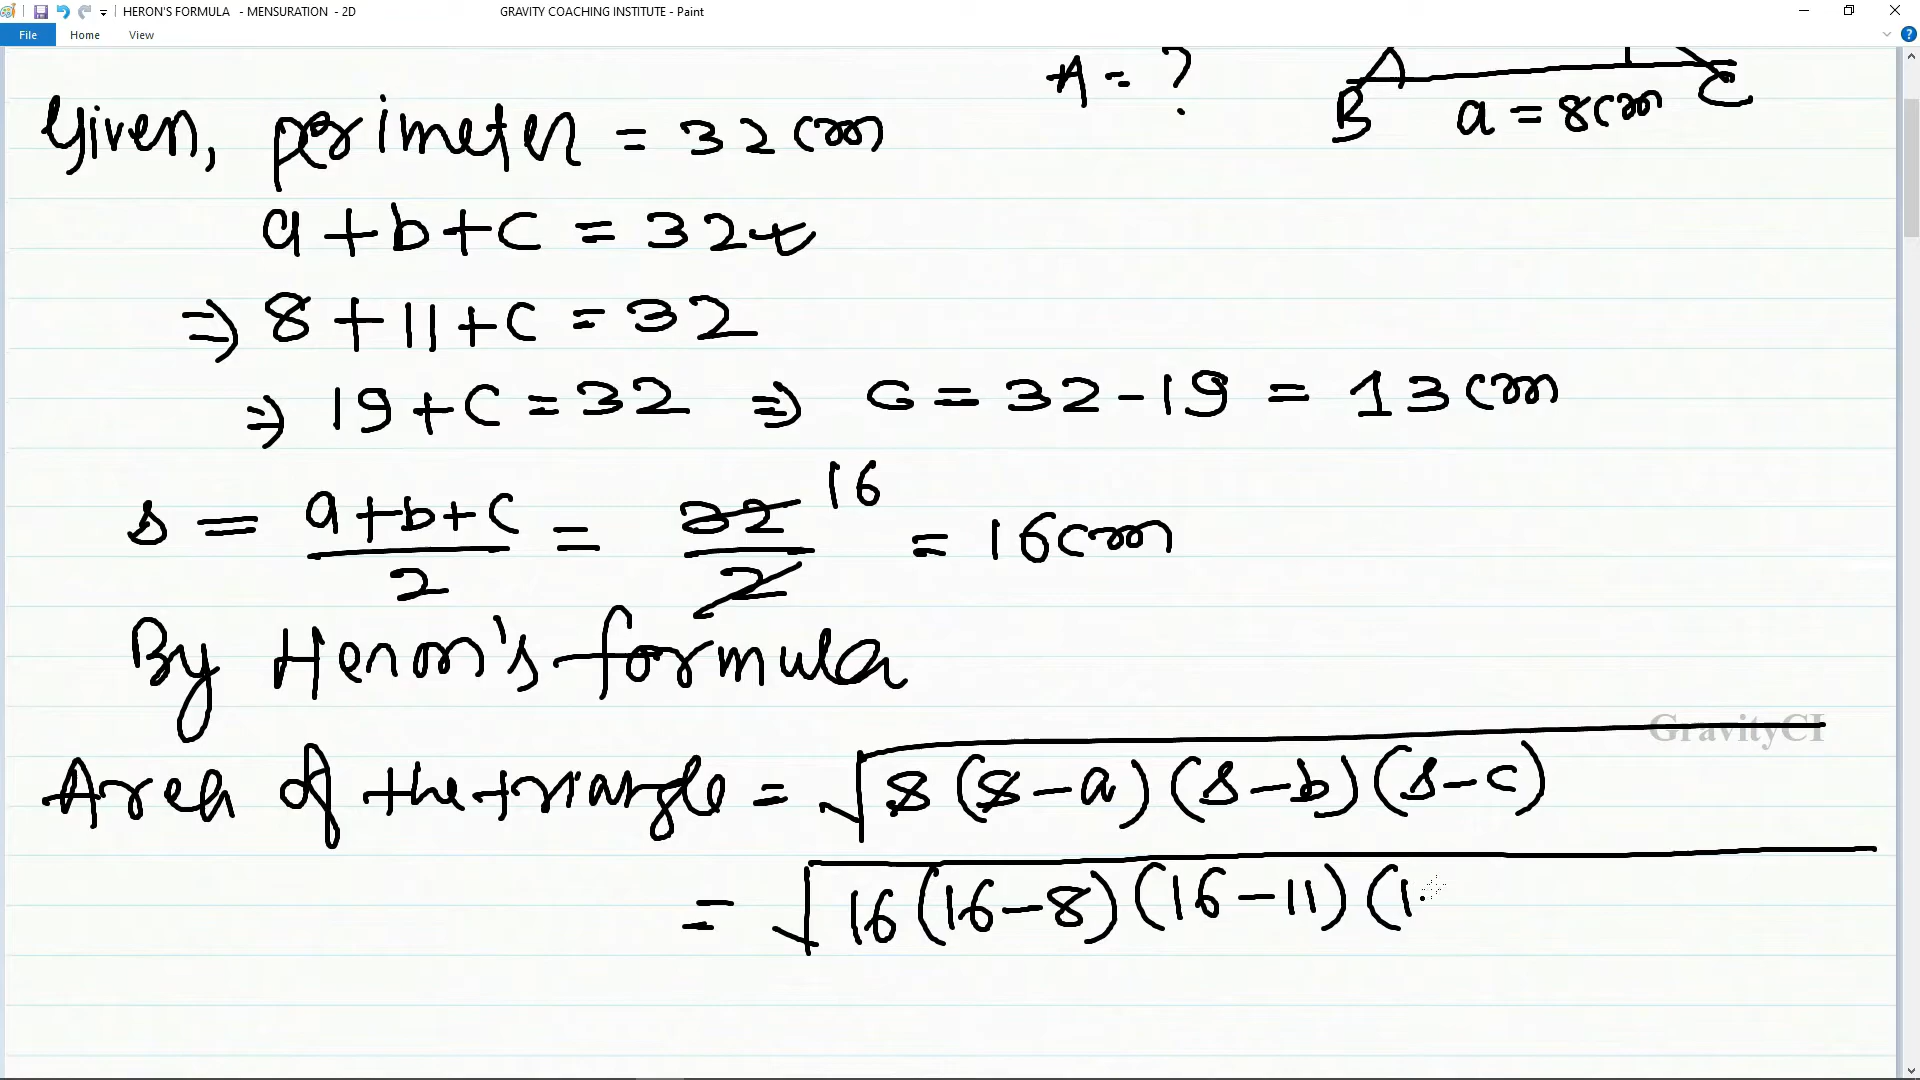 HERON'S FORMULA - MENSURATION - 2D GRAVITY COACHING INSTITUTE - Paint
File Home View
A = ?
B a = 8cm C
Given, perimeter = 32cm
a+b+c = 32
⇒ 8+11+c = 32
⇒ 19+c = 32 ⇒ c = 32-19 = 13cm
s = a+b+c/2 = 32/2 16 = 16cm
By Heron's formula
GravityCI
Area of the triangle = √s(s-a)(s-b)(s-c)
= √16(16-8)(16-11)(1